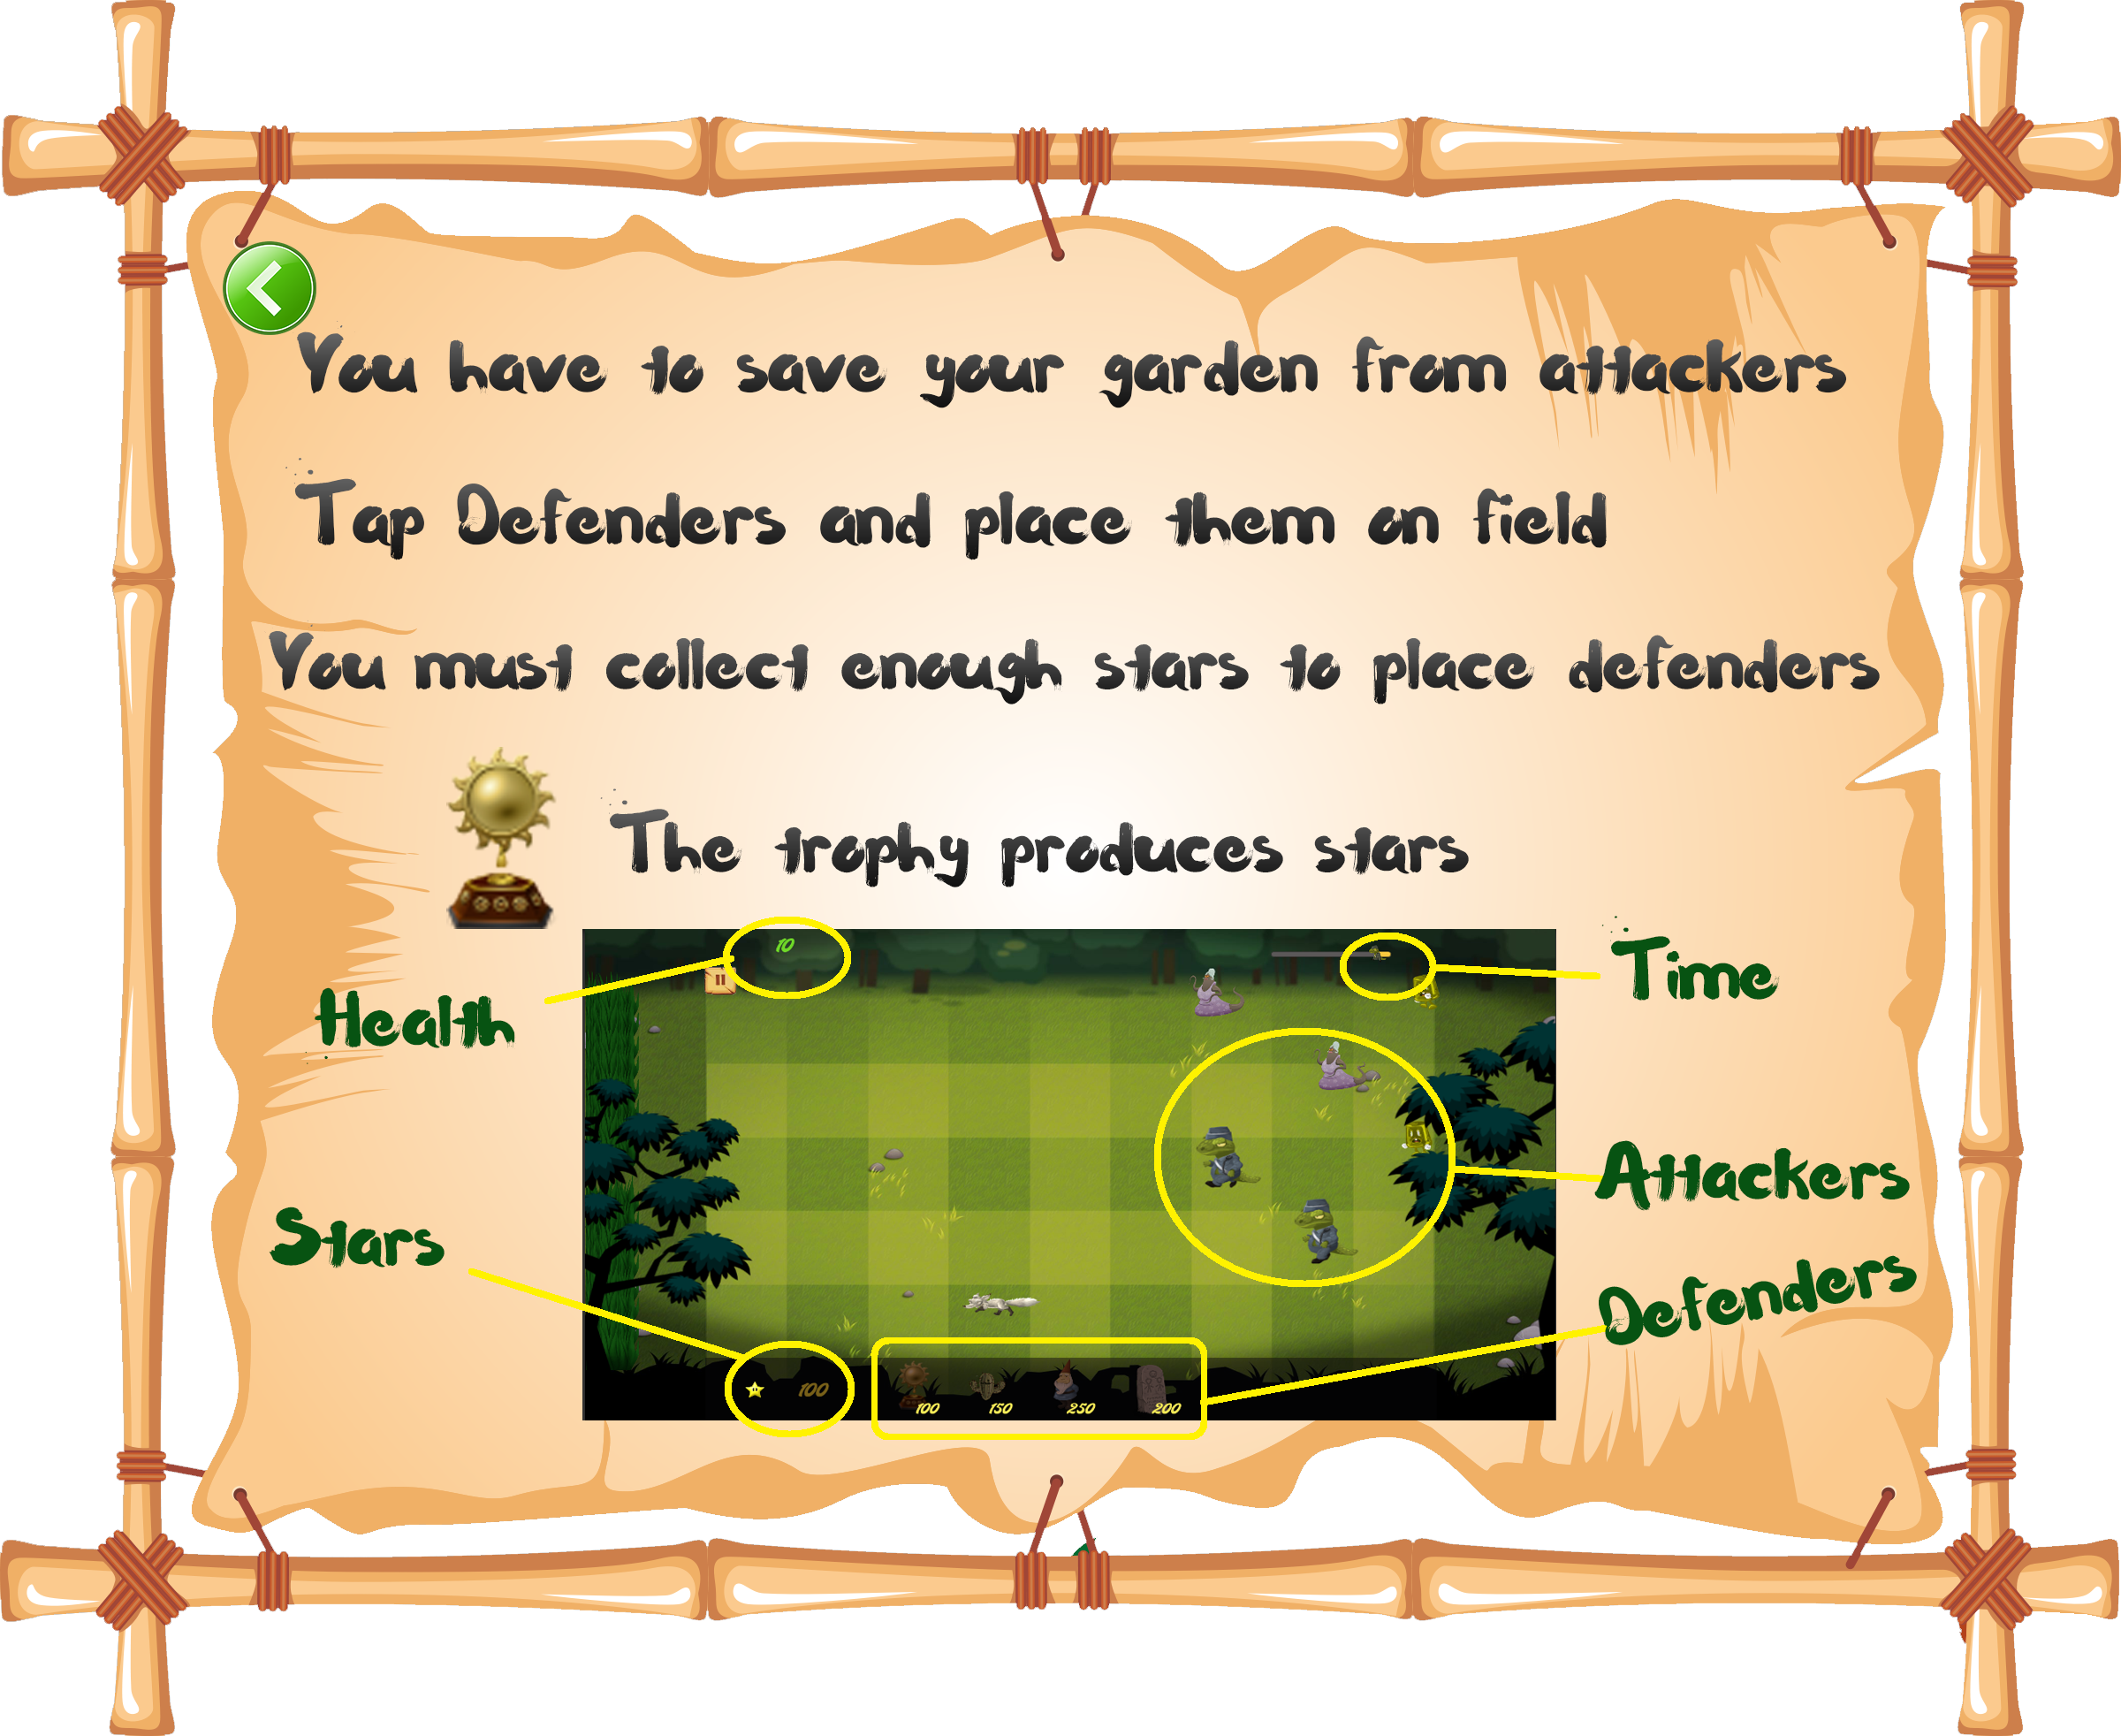 You have to save your garden from attackers
Tap Defenders and place them on field
You must collect enough stars to place defenders
The trophy produces stars
10
Time
Health
Attackers
Stars
Defenders
100
100 150 250 200